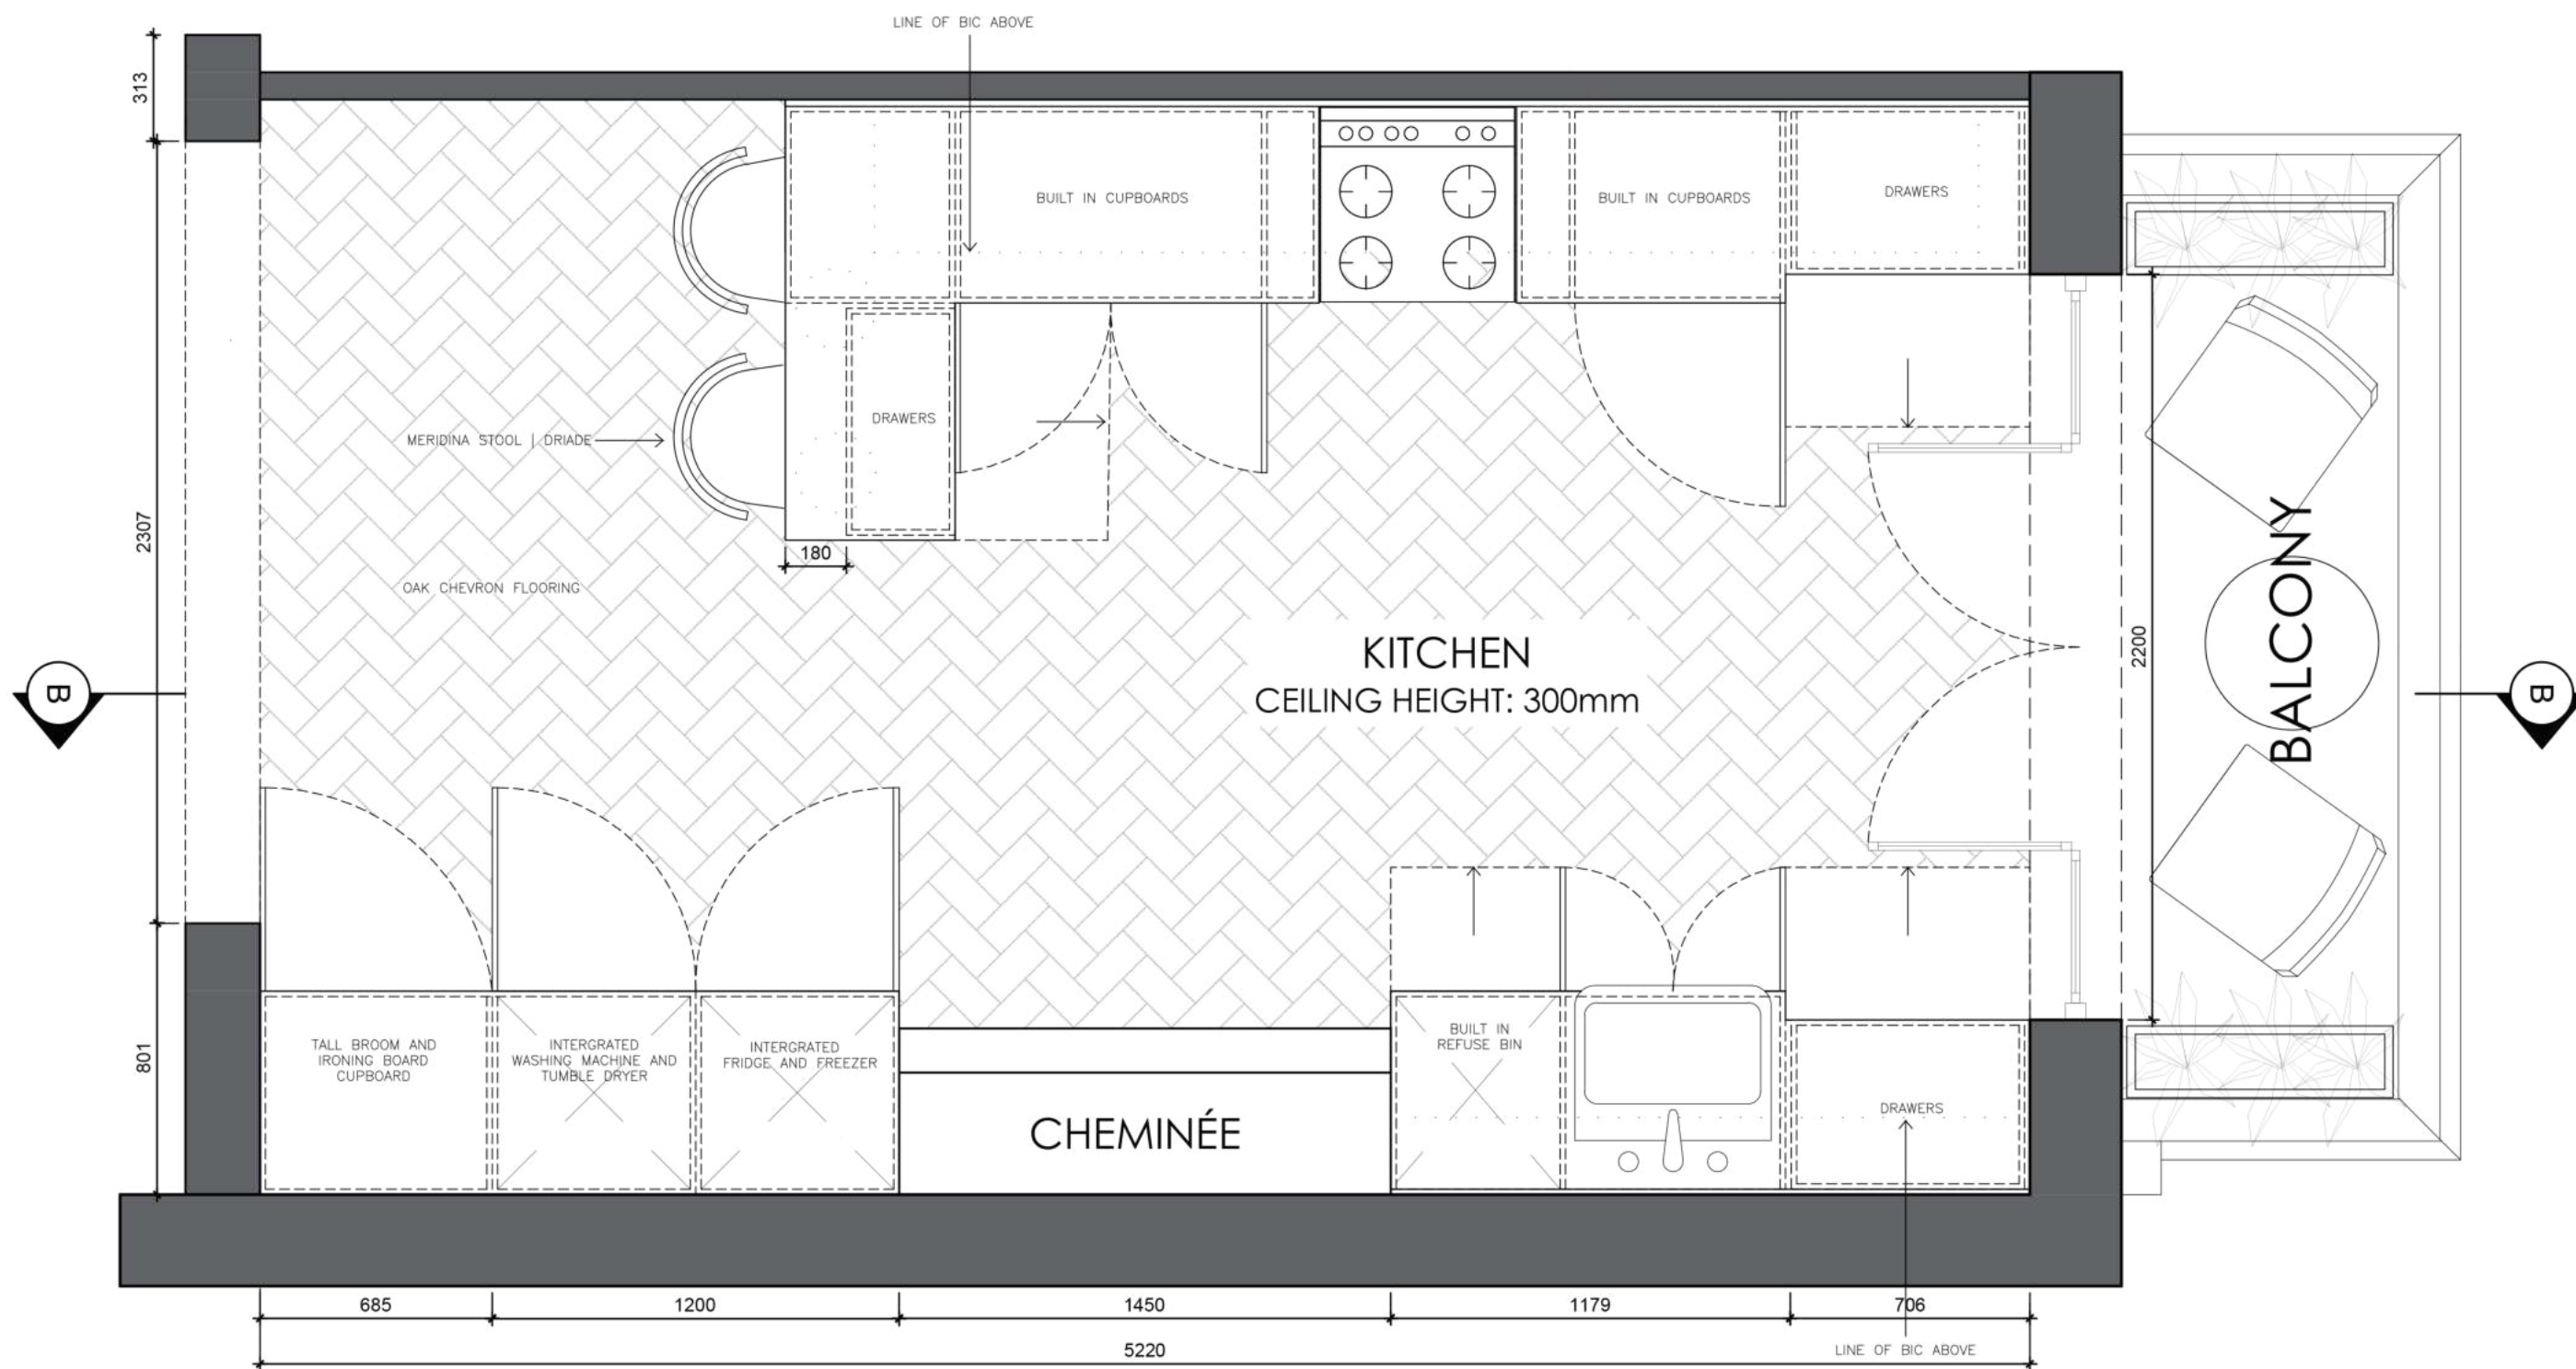 LINE OF BIC ABOVE
313
BUILT IN CUPBOARDS
BUILT IN CUPBOARDS
DRAWERS
DRAWERS
MERIDINA STOOL | DRIADE
2307
180
OAK CHEVRON FLOORING
KITCHEN
CEILING HEIGHT: 300mm
2200
BALCONY
B
B
801
TALL BROOM AND
IRONING BOARD
CUPBOARD
INTERGRATED
WASHING MACHINE AND
TUMBLE DRYER
INTERGRATED
FRIDGE AND FREEZER
CHEMINÉE
BUILT IN
REFUSE BIN
DRAWERS
685
1200
1450
1179
706
5220
LINE OF BIC ABOVE